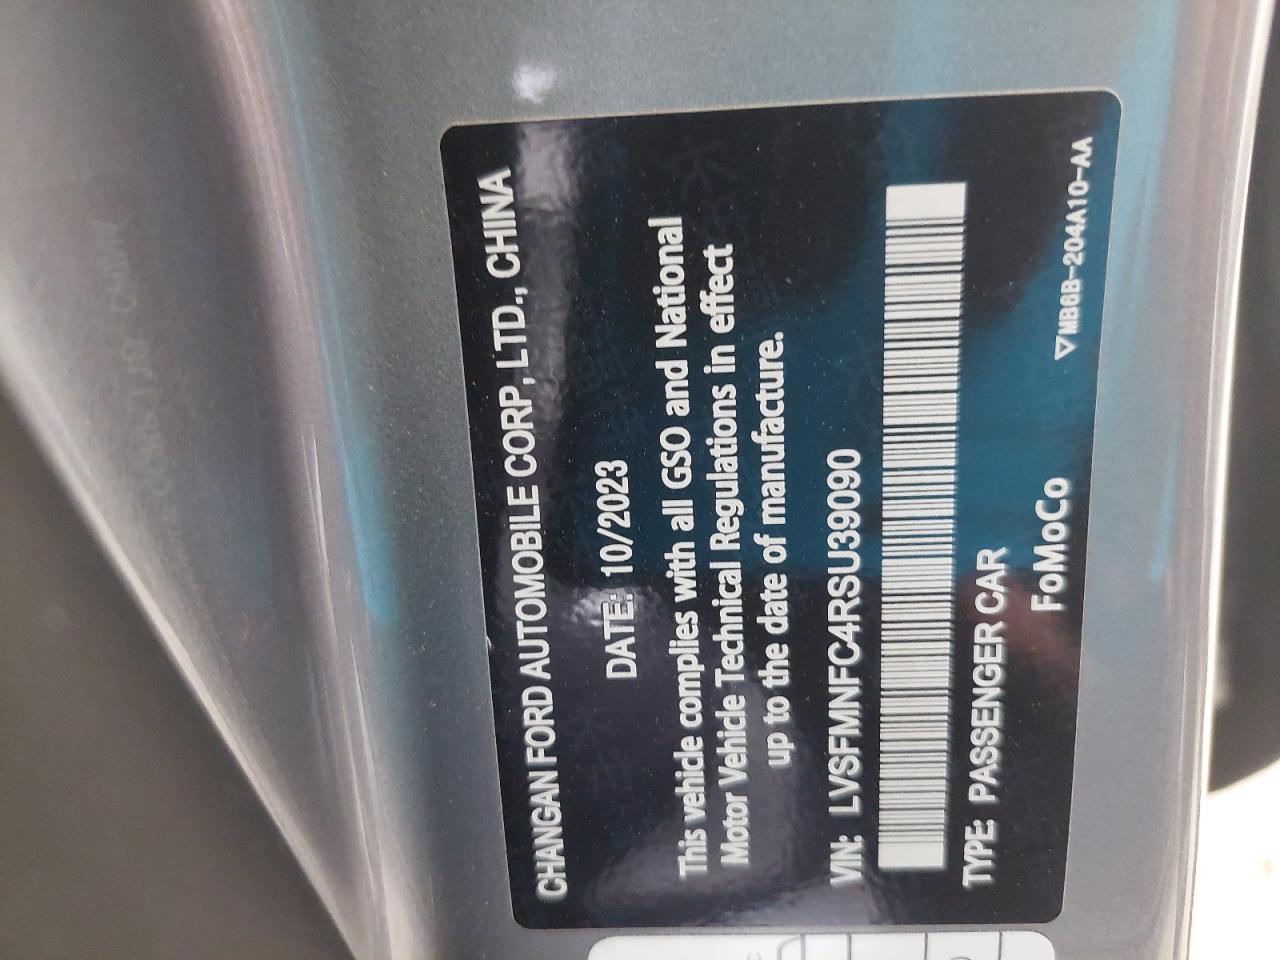 CHANGAN FORD AUTOMOBILE CORP, LTD., CHINA
DATE: 10/2023
This vehicle complies with all GSO and National
Motor Vehicle Technical Regulations in effect
up to the date of manufacture.
VIN: LVSFMNFC4RSU39090
TYPE: PASSENGER CAR
FoMoCo
▽MB6B-204A10-AA